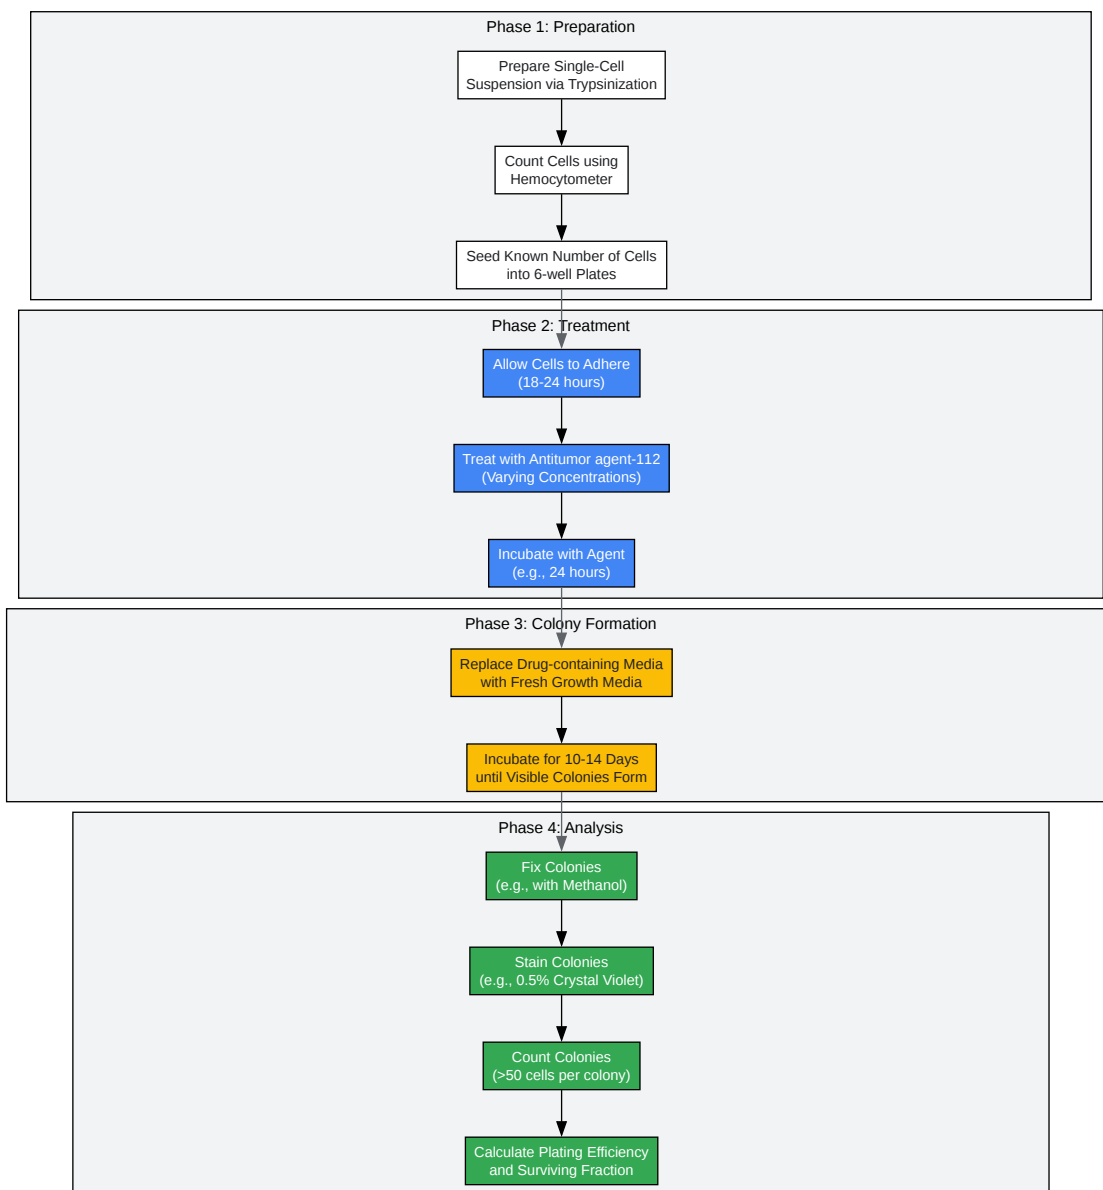 Phase 1: Preparation
Prepare Single-Cell
Suspension via Trypsinization
Count Cells using
Hemocytometer
Seed Known Number of Cells
into 6-well Plates
Phase 2: Treatment
Allow Cells to Adhere
(18-24 hours)
Treat with Antitumor agent-112
(Varying Concentrations)
Incubate with Agent
(e.g., 24 hours)
Phase 3: Colony Formation
Replace Drug-containing Media
with Fresh Growth Media
Incubate for 10-14 Days
until Visible Colonies Form
Phase 4: Analysis
Fix Colonies
(e.g., with Methanol)
Stain Colonies
(e.g., 0.5% Crystal Violet)
Count Colonies
(>50 cells per colony)
Calculate Plating Efficiency
and Surviving Fraction